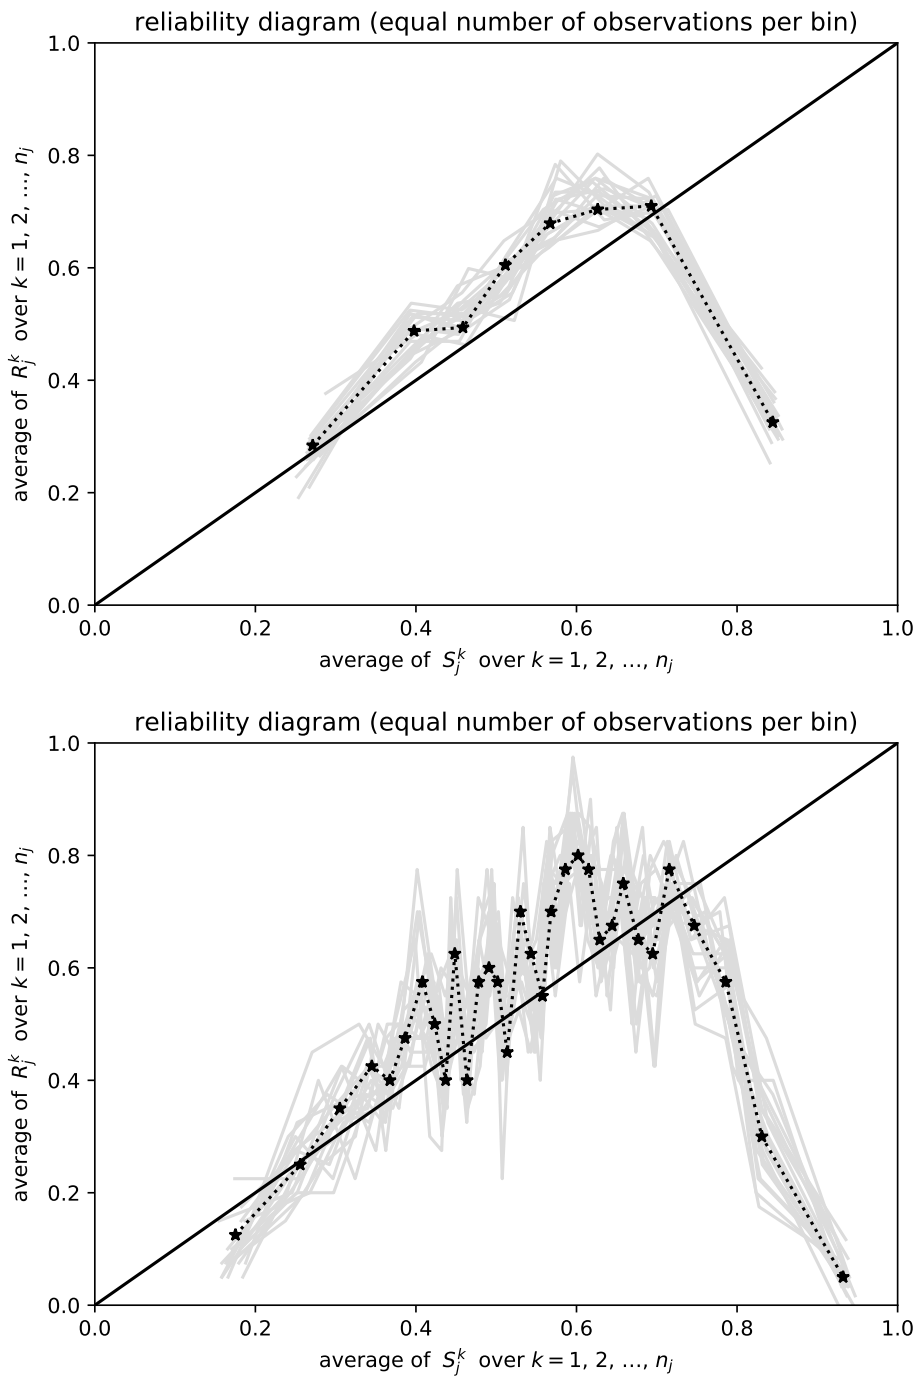 reliability diagram (equal number of observations per bin)
1.0
0.8
0.6
0.4
0.2
0.0
average of R_j^k over k = 1, 2, ..., n_j
0.0 0.2 0.4 0.6 0.8 1.0
average of S_j^k over k = 1, 2, ..., n_j
reliability diagram (equal number of observations per bin)
1.0
0.8
0.6
0.4
0.2
0.0
average of R_j^k over k = 1, 2, ..., n_j
0.0 0.2 0.4 0.6 0.8 1.0
average of S_j^k over k = 1, 2, ..., n_j